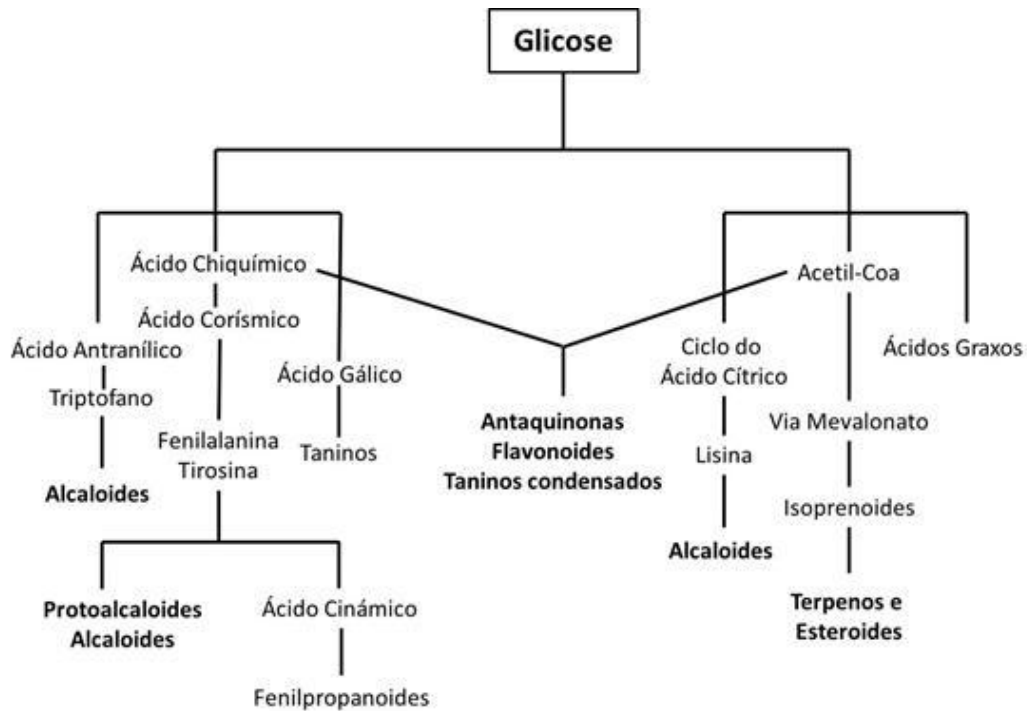 Glicose
Ácido Chiquímico
Ácido Corísmico
Ácido Antranílico
Triptofano
Alcaloides
Fenilalanina
Tirosina
Ácido Gálico
Taninos
Protoalcaloides
Alcaloides
Ácido Cinámico
Fenilpropanoides
Antaquinonas
Flavonoides
Taninos condensados
Acetil-Coa
Ciclo do
Ácido Cítrico
Lisina
Alcaloides
Via Mevalonato
Isoprenoides
Terpenos e
Esteroides
Ácidos Graxos